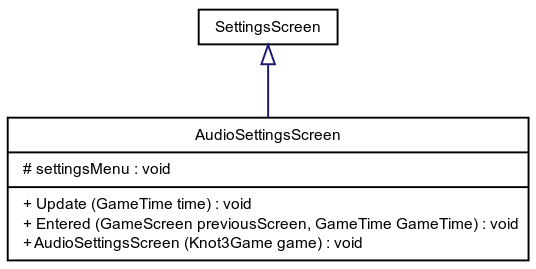 SettingsScreen
AudioSettingsScreen
# settingsMenu : void
+ Update (GameTime time) : void
+ Entered (GameScreen previousScreen, GameTime GameTime) : void
+ AudioSettingsScreen (Knot3Game game) : void